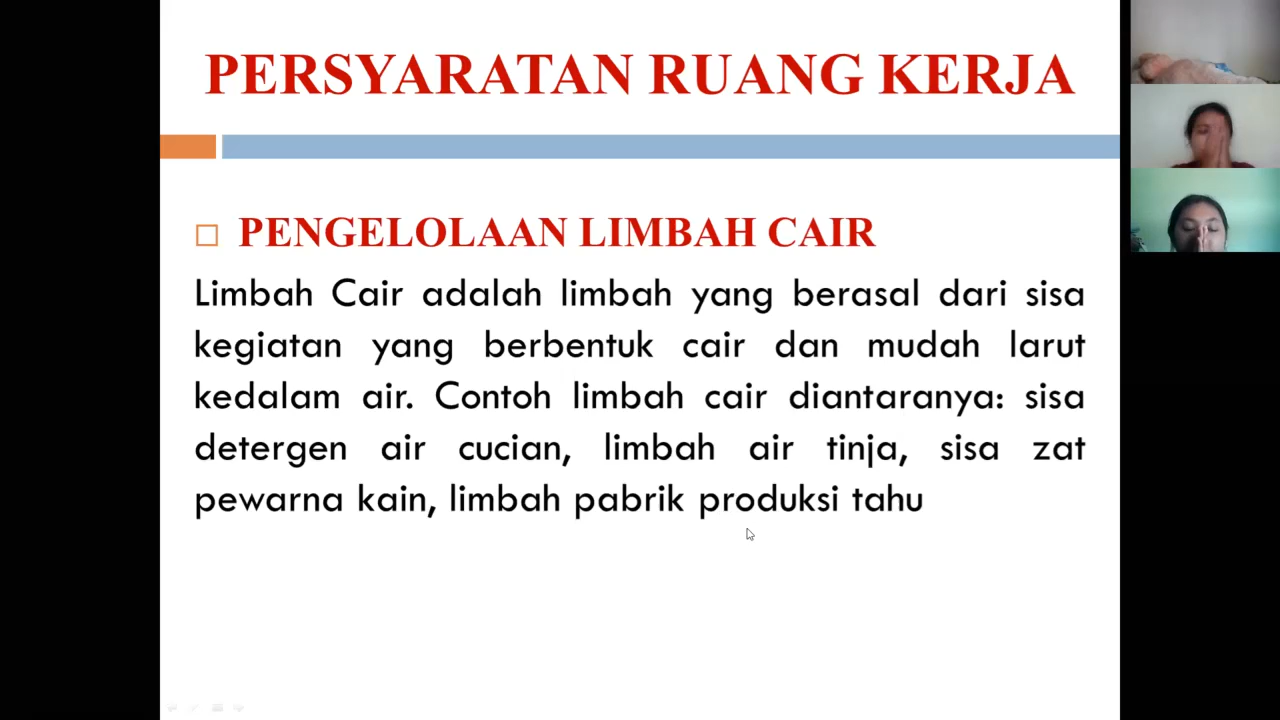 PERSYARATAN RUANG KERJA
PENGELOLAAN LIMBAH CAIR
Limbah Cair adalah limbah yang berasal dari sisa
kegiatan yang berbentuk cair dan mudah larut
kedalam air. Contoh limbah cair diantaranya: sisa
detergen air cucian, limbah air tinja, sisa zat
pewarna kain, limbah pabrik produksi tahu